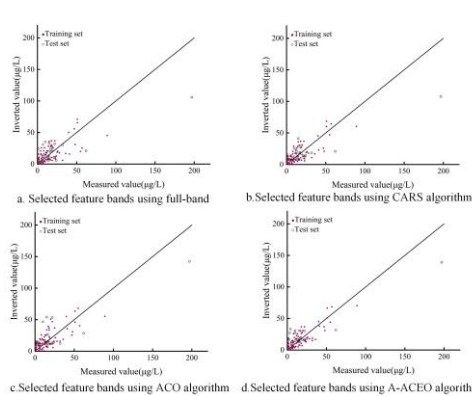 Training set
Test set
200
150
100
50
0
Inverted value(μg/L)
0 50 100 150 200
Measured value(μg/L)
a. Selected feature bands using full-band
Training set
Test set
200
150
100
50
0
Inverted value(μg/L)
0 50 100 150 200
Measured value(μg/L)
b.Selected feature bands using CARS algorithm
Training set
Test set
200
150
100
50
0
Inverted value(μg/L)
0 50 100 150 200
Measured value(μg/L)
c.Selected feature bands using ACO algorithm
Training set
Test set
200
150
100
50
0
Inverted value(μg/L)
0 50 100 150 200
Measured value(μg/L)
d.Selected feature bands using A-ACEO algorith